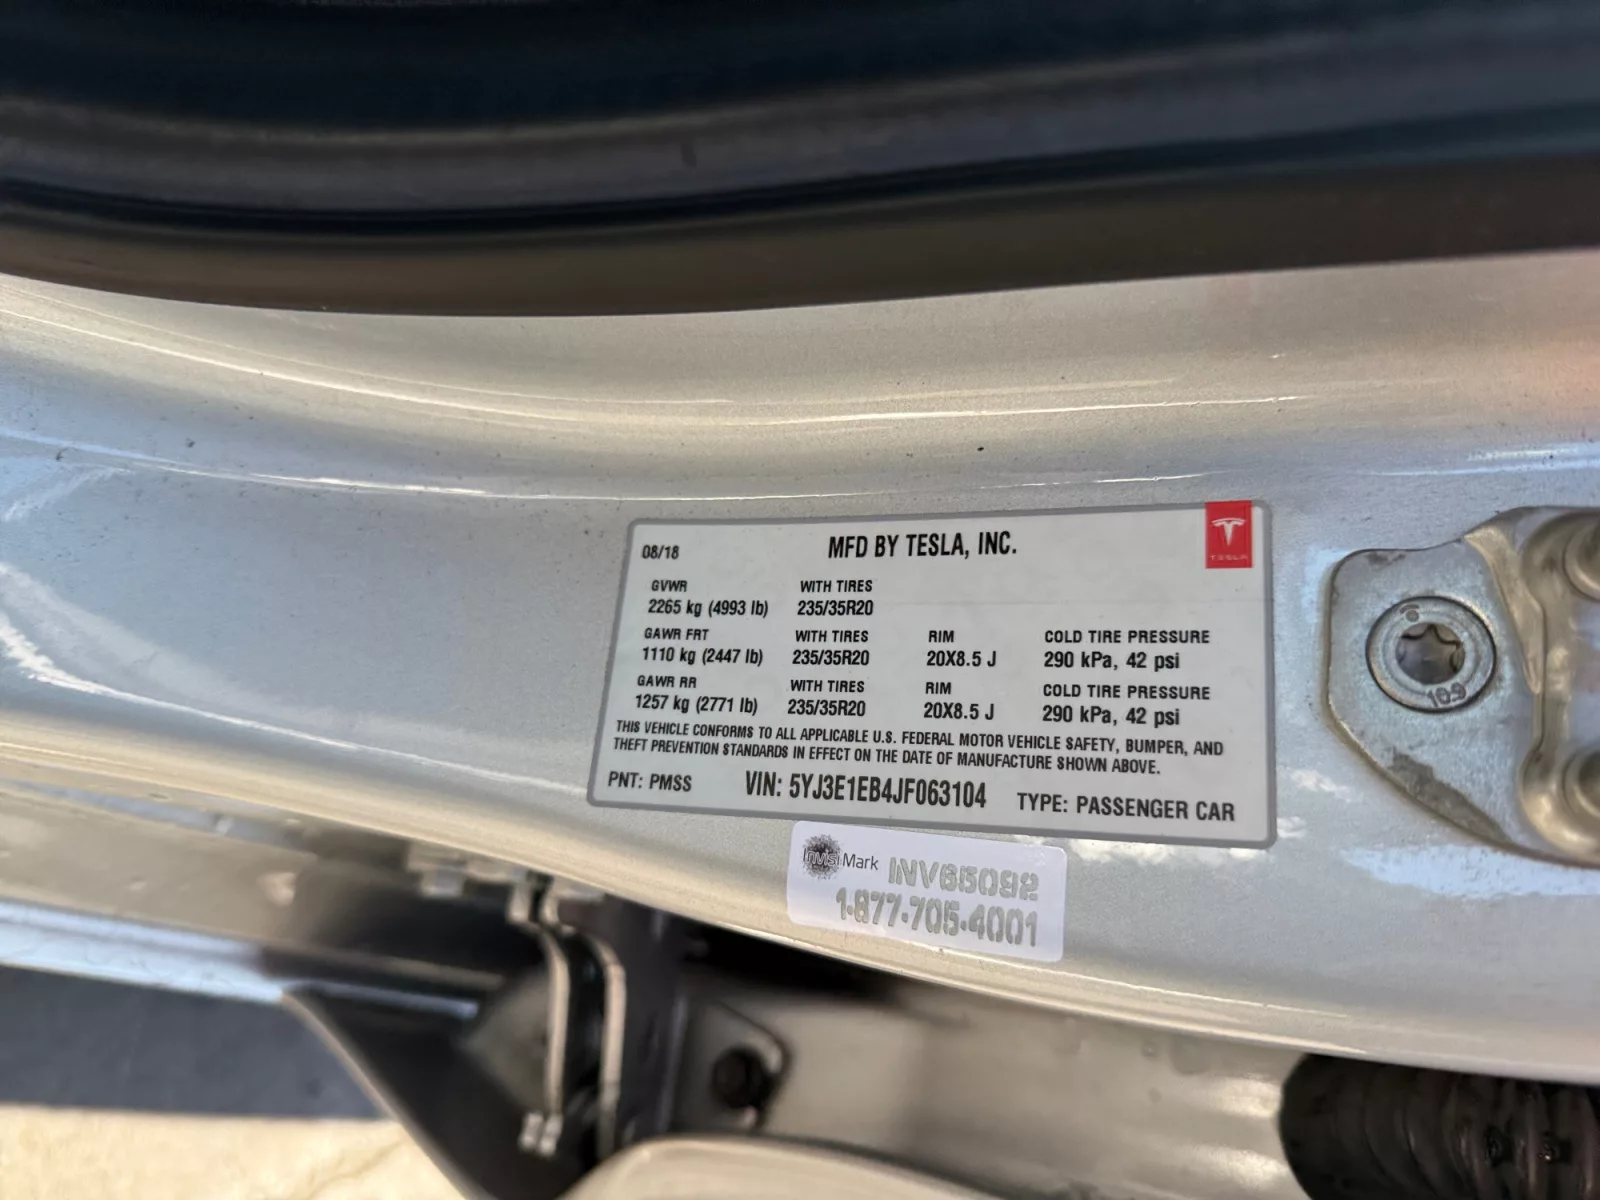 08/18 MFD BY TESLA, INC.
TESLA
GVWR WITH TIRES
2265 kg (4993 lb) 235/35R20
GAWR FRT WITH TIRES RIM COLD TIRE PRESSURE
1110 kg (2447 lb) 235/35R20 20X8.5 J 290 kPa, 42 psi
GAWR RR WITH TIRES RIM COLD TIRE PRESSURE
1257 kg (2771 lb) 235/35R20 20X8.5 J 290 kPa, 42 psi
THIS VEHICLE CONFORMS TO ALL APPLICABLE U.S. FEDERAL MOTOR VEHICLE SAFETY, BUMPER, AND
THEFT PREVENTION STANDARDS IN EFFECT ON THE DATE OF MANUFACTURE SHOWN ABOVE.
PNT: PMSS VIN: 5YJ3E1EB4JF063104 TYPE: PASSENGER CAR
InvisiMark INV65092
1-877-705-4001
10.9